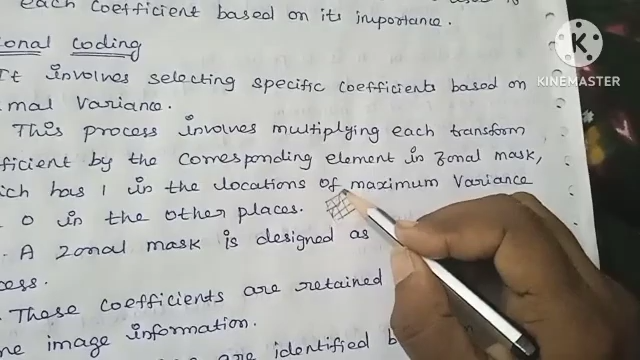 each coefficient based on its importance.
onal Coding
It involves selecting specific coefficients based on
mal Variance.
This process involves multiplying each transform
fficient by the corresponding element in zonal mask,
ich has 1 in the locations of maximum Variance
0 in the other places.
A zonal mask is designed as
cess.
These coefficients are retained
me image information.
are identified b
K
KINEMASTER